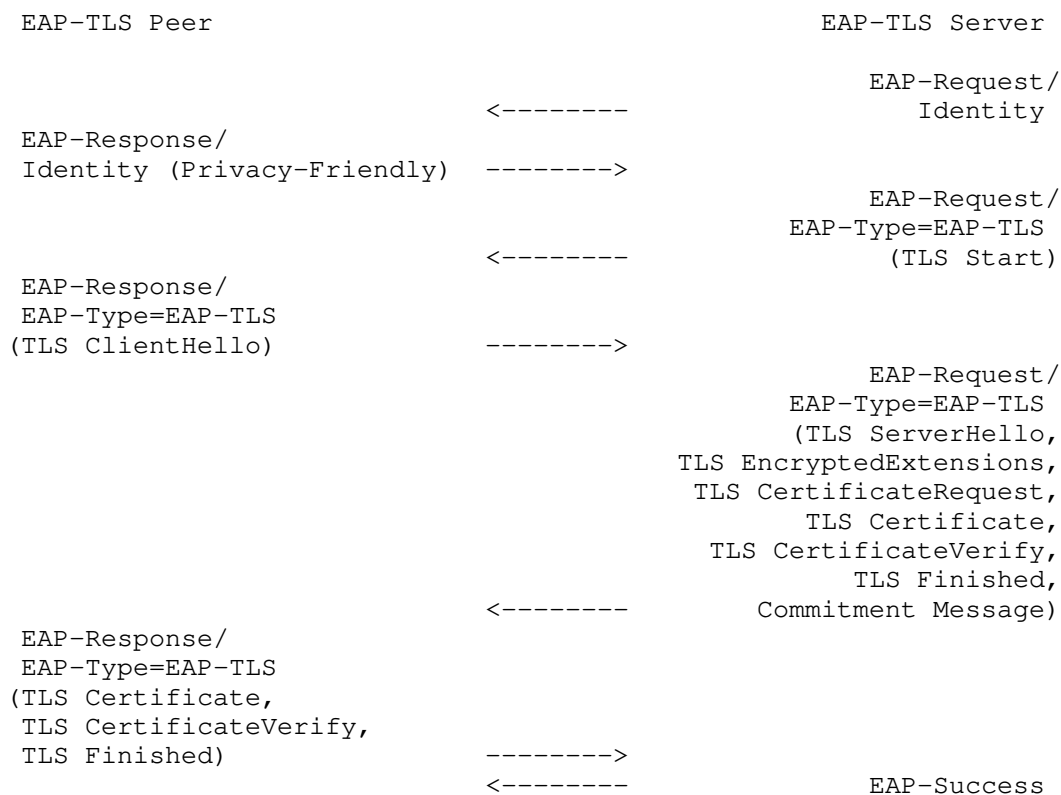 EAP-TLS Peer                                      EAP-TLS Server
EAP-Request/
<--------            Identity
EAP-Response/
Identity (Privacy-Friendly)  -------->
EAP-Request/
EAP-Type=EAP-TLS
<--------          (TLS Start)
EAP-Response/
EAP-Type=EAP-TLS
(TLS ClientHello)            -------->
EAP-Request/
EAP-Type=EAP-TLS
(TLS ServerHello,
TLS EncryptedExtensions,
TLS CertificateRequest,
TLS Certificate,
TLS CertificateVerify,
TLS Finished,
<--------  Commitment Message)
EAP-Response/
EAP-Type=EAP-TLS
(TLS Certificate,
TLS CertificateVerify,
TLS Finished)                -------->
<--------         EAP-Success